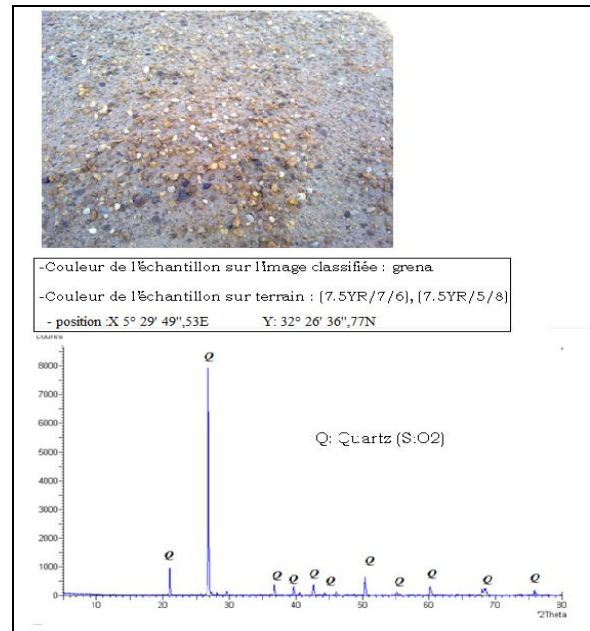 -Couleur de l'échantillon sur l'image classifiée : grena
-Couleur de l'échantillon sur terrain : (7.5YR/7/6), (7.5YR/5/8)
- position :X 5° 29' 49'',53E Y: 32° 26' 36'',77N
Counts
Q
8000
7000
6000
Q: Quartz (S:O2)
5000
4000
3000
2000
1000
Q Q Q Q Q Q Q Q Q
0
10 20 30 40 50 60 70 80
°2Theta